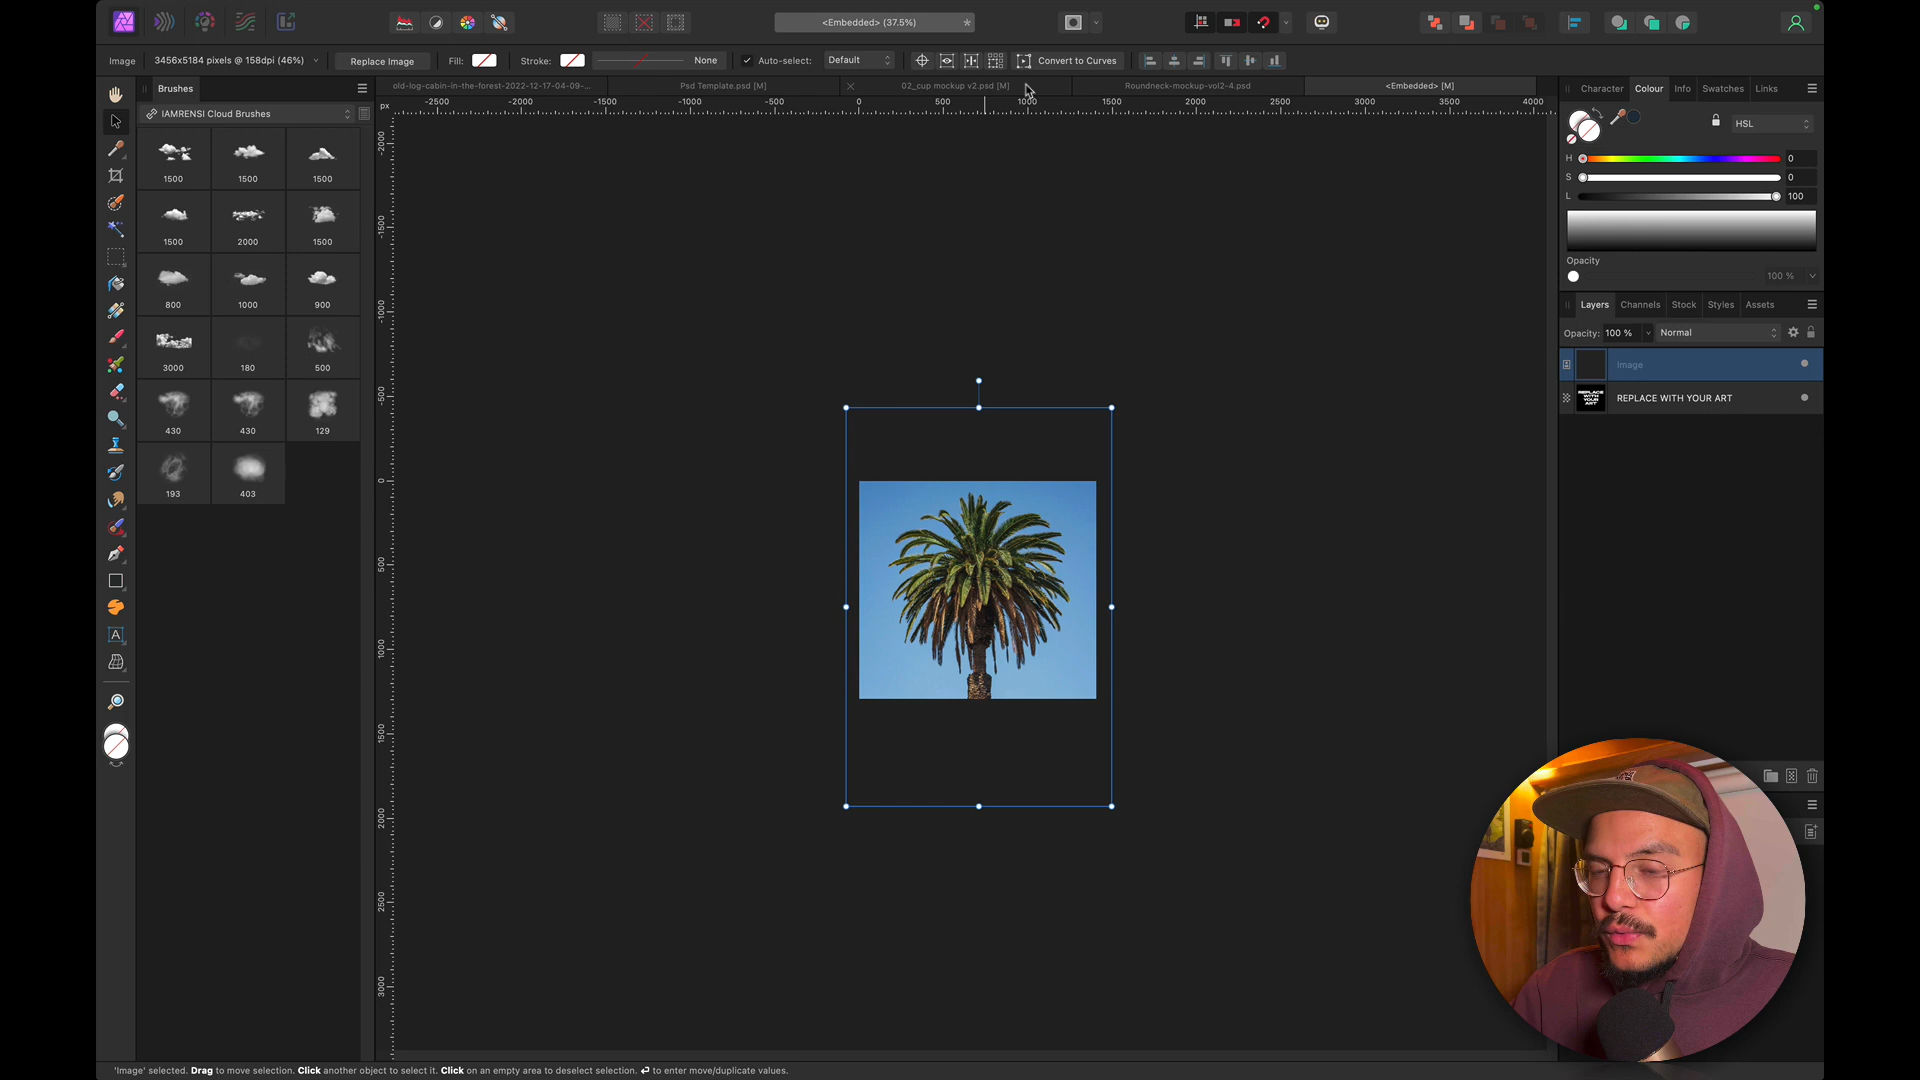 <Embedded> (37.5%)
*
Image
3456x5184 pixels @ 158dpi (46%)
Replace Image
Fill:
Stroke:
None
Auto-select:
Default
Convert to Curves
Brushes
old-log-cabin-in-the-forest-2022-12-17-04-09-...
Psd Template.psd [M]
02_cup mockup v2.psd [M]
Roundneck-mockup-vol2-4.psd
<Embedded> [M]
Character
Colour
Info
Swatches
Links
px
-2500
-2000
-1500
-1000
-500
0
500
1000
1500
2000
2500
3000
3500
4000
IAMRENSI Cloud Brushes
HSL
1500
1500
1500
H
0
S
0
L
100
1500
2000
1500
Opacity
100 %
800
1000
900
Layers
Channels
Stock
Styles
Assets
Opacity:
100 %
Normal
3000
180
500
Image
REPLACE WITH YOUR ART
REPLACE WITH YOUR ART
430
430
129
193
403
-2000
-1500
-1000
-500
0
500
1000
1500
2000
2500
3000
A
'Image' selected. Drag to move selection. Click another object to select it. Click on an empty area to deselect selection. ↵ to enter move/duplicate values.